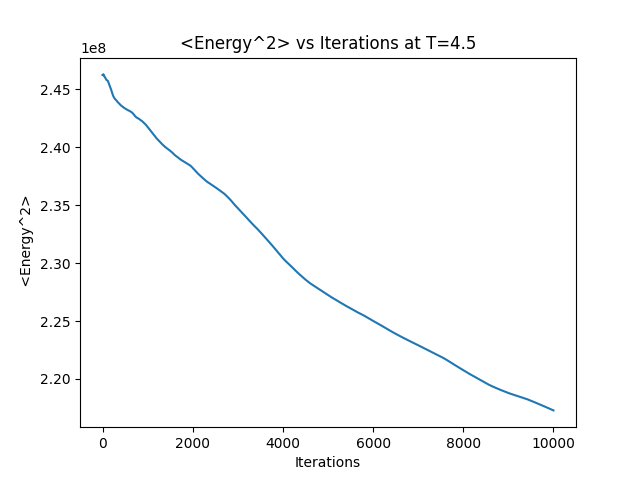 <Energy^2> vs Iterations at T=4.5
1e8
2.45
2.40
2.35
2.30
2.25
2.20
<Energy^2>
0 2000 4000 6000 8000 10000
Iterations